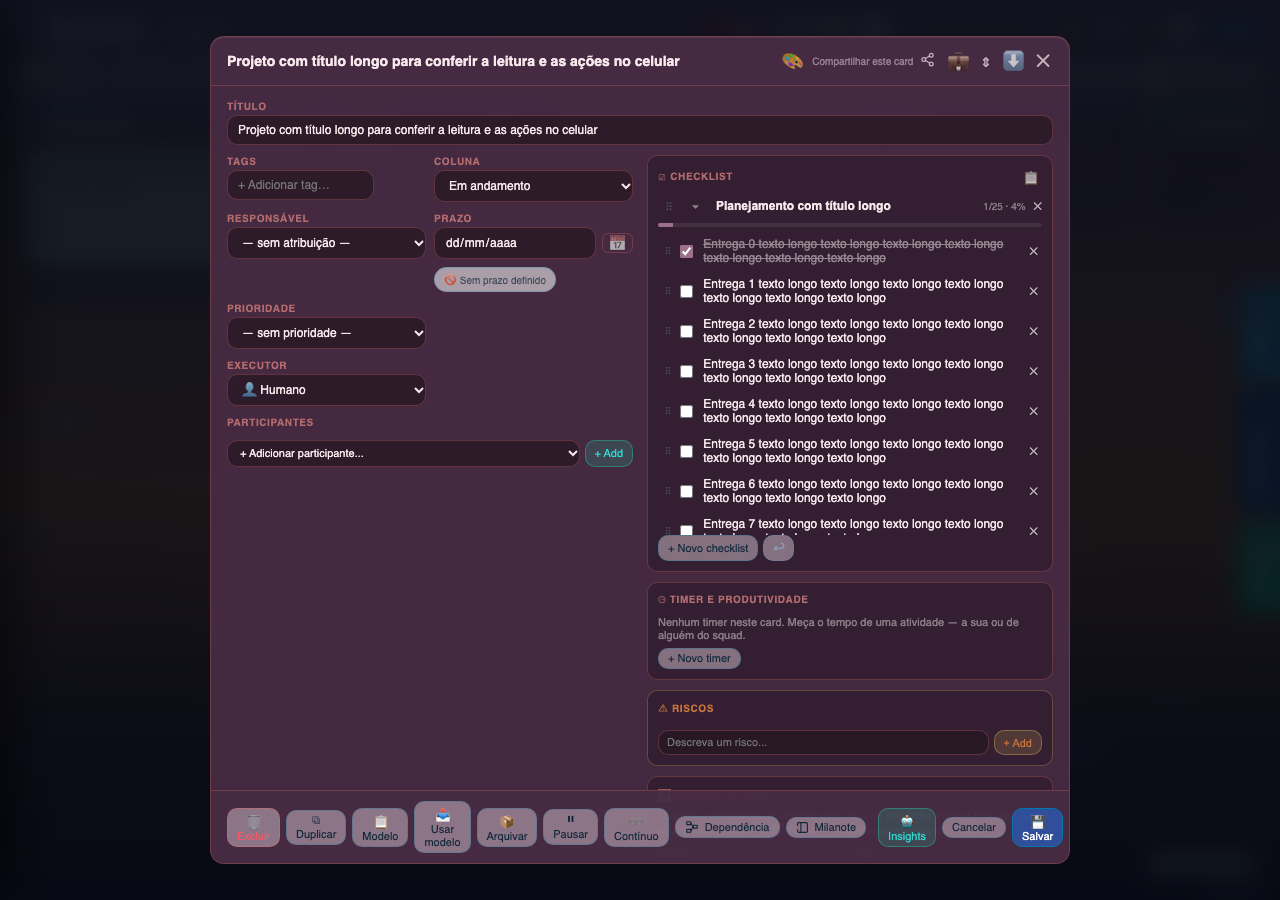 Projeto com título longo para conferir a leitura e as ações no celular
Compartilhar este card
TÍTULO
Projeto com título longo para conferir a leitura e as ações no celular
TAGS
+ Adicionar tag...
COLUNA
Em andamento
RESPONSÁVEL
— sem atribuição —
PRAZO
dd/mm/aaaa
17
Sem prazo definido
PRIORIDADE
— sem prioridade —
EXECUTOR
Humano
PARTICIPANTES
+ Adicionar participante...
+ Add
CHECKLIST
Planejamento com título longo
1/25 · 4%
Entrega 0 texto longo texto longo texto longo texto longo
texto longo texto longo texto longo
Entrega 1 texto longo texto longo texto longo texto longo
texto longo texto longo texto longo
Entrega 2 texto longo texto longo texto longo texto longo
texto longo texto longo texto longo
Entrega 3 texto longo texto longo texto longo texto longo
texto longo texto longo texto longo
Entrega 4 texto longo texto longo texto longo texto longo
texto longo texto longo texto longo
Entrega 5 texto longo texto longo texto longo texto longo
texto longo texto longo texto longo
Entrega 6 texto longo texto longo texto longo texto longo
texto longo texto longo texto longo
Entrega 7 texto longo texto longo texto longo texto longo
+ Novo checklist
TIMER E PRODUTIVIDADE
Nenhum timer neste card. Meça o tempo de uma atividade — a sua ou de
alguém do squad.
+ Novo timer
RISCOS
Descreva um risco...
+ Add
Excluir
Duplicar
Modelo
Usar
modelo
Arquivar
Pausar
Contínuo
Dependência
Milanote
Insights
Cancelar
Salvar